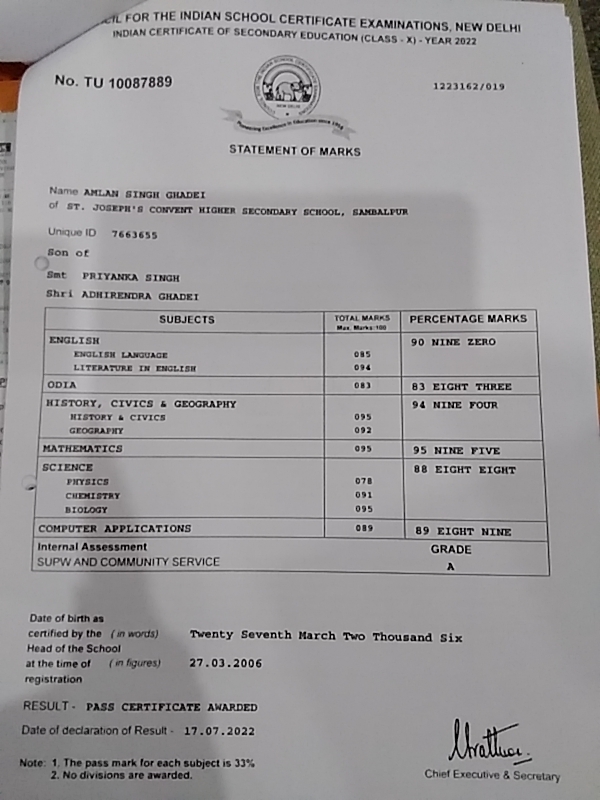 CIL FOR THE INDIAN SCHOOL CERTIFICATE EXAMINATIONS, NEW DELHI
INDIAN CERTIFICATE OF SECONDARY EDUCATION (CLASS - X) - YEAR 2022
No. TU 10087889 1223162/019
NEW DELHI
Pioneering Excellence in Education since 1958
STATEMENT OF MARKS
Name AMLAN SINGH GHADEI
of ST. JOSEPH'S CONVENT HIGHER SECONDARY SCHOOL, SAMBALPUR
Unique ID 7663655
Son of
Smt PRIYANKA SINGH
Shri ADHIRENDRA GHADEI
SUBJECTS TOTAL MARKS PERCENTAGE MARKS
Max. Marks:100
ENGLISH 90 NINE ZERO
ENGLISH LANGUAGE 085
LITERATURE IN ENGLISH 094
ODIA 083 83 EIGHT THREE
HISTORY, CIVICS & GEOGRAPHY 94 NINE FOUR
HISTORY & CIVICS 095
GEOGRAPHY 092
MATHEMATICS 095 95 NINE FIVE
SCIENCE 88 EIGHT EIGHT
PHYSICS 078
CHEMISTRY 091
BIOLOGY 095
COMPUTER APPLICATIONS 089 89 EIGHT NINE
Internal Assessment GRADE
SUPW AND COMMUNITY SERVICE A
Date of birth as
certified by the (in words) Twenty Seventh March Two Thousand Six
Head of the School
at the time of (in figures) 27.03.2006
registration
RESULT - PASS CERTIFICATE AWARDED
Date of declaration of Result - 17.07.2022
Note: 1. The pass mark for each subject is 33%
2. No divisions are awarded.
Chief Executive & Secretary